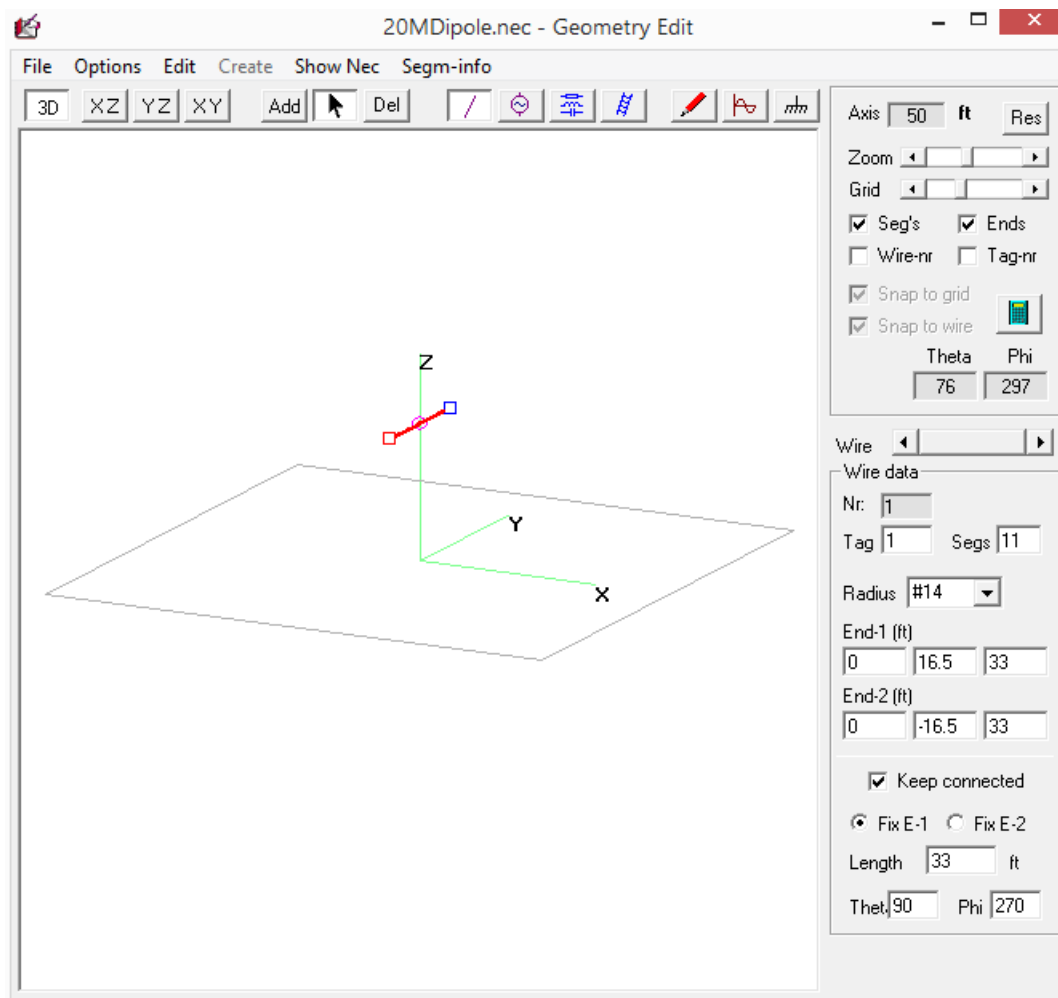 20MDipole.nec - Geometry Edit
File Options Edit Create Show Nec Segm-info
3D XZ YZ XY Add Del
Axis 50 ft Res
Zoom
Grid
Seg's Ends
Wire-nr Tag-nr
Snap to grid
Snap to wire
Theta Phi
76 297
Z
Y
X
Wire
Wire data
Nr: 1
Tag 1 Segs 11
Radius #14
End-1 (ft)
0 16.5 33
End-2 (ft)
0 -16.5 33
Keep connected
Fix E-1 Fix E-2
Length 33 ft
Thet. 90 Phi 270